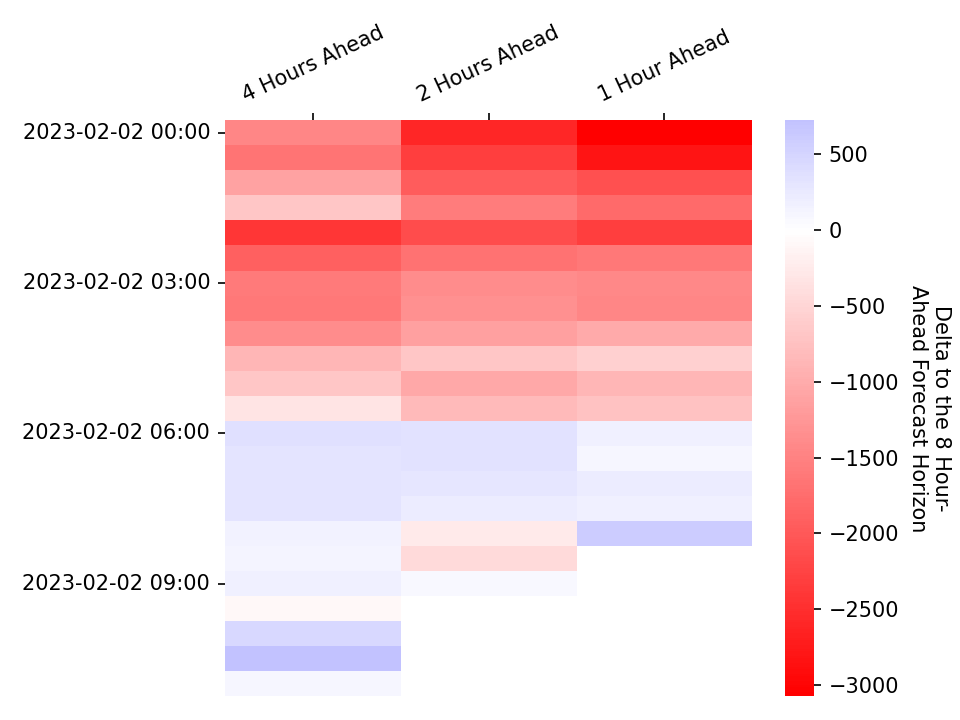 4 Hours Ahead
2 Hours Ahead
1 Hour Ahead
2023-02-02 00:00
2023-02-02 03:00
2023-02-02 06:00
2023-02-02 09:00
500
0
−500
−1000
−1500
−2000
−2500
−3000
Delta to the 8 Hour-
Ahead Forecast Horizon